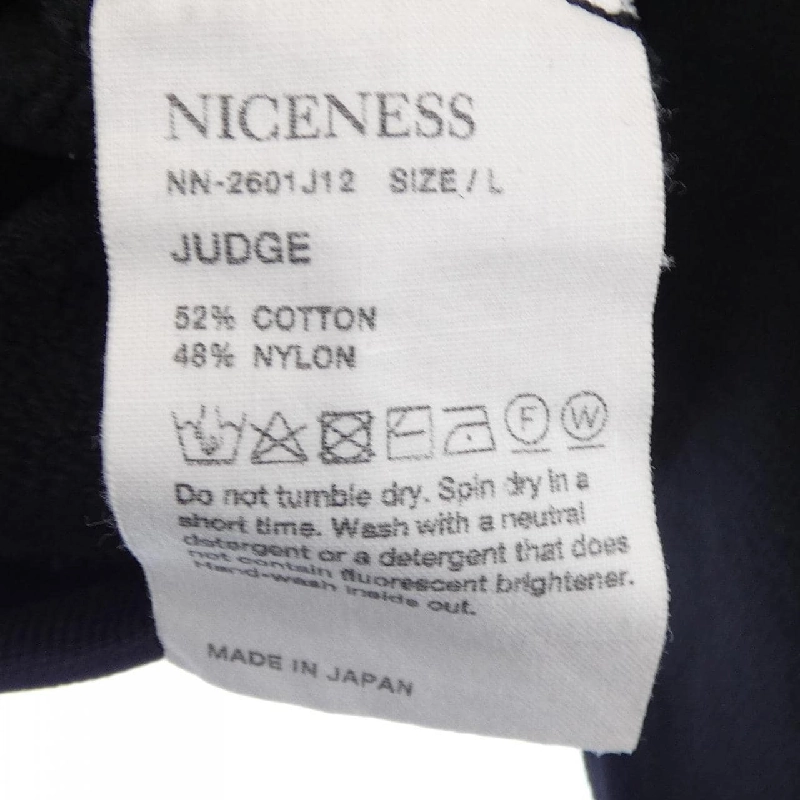 NICENESS
NN-2601J12 SIZE / L
JUDGE
52% COTTON
48% NYLON
F W
Do not tumble dry. Spin dry in a
short time. Wash with a neutral
detergent or a detergent that does
not contain fluorescent brightener.
Hand-wash inside out.
MADE IN JAPAN